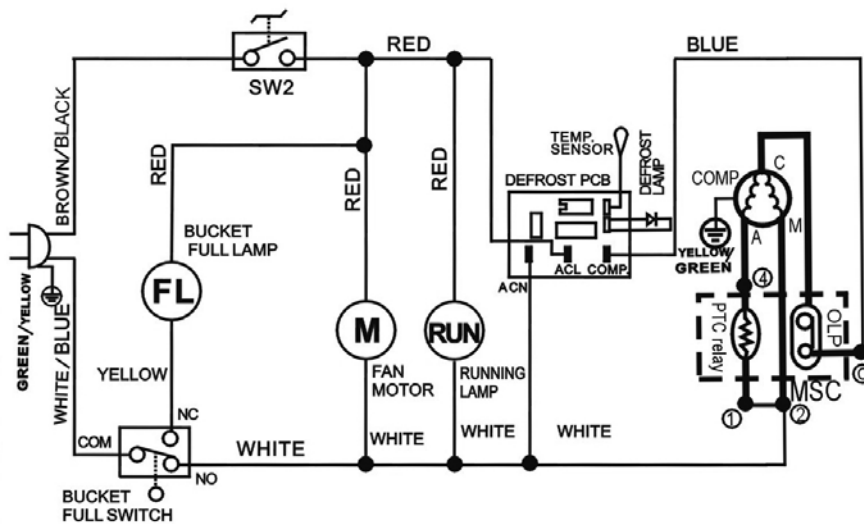 SW2
RED
BLUE
BROWN/BLACK
RED
RED
RED
TEMP.
SENSOR
DEFROST
LAMP
DEFROST PCB
COMP
C
A
M
YELLOW/
GREEN
BUCKET
FULL LAMP
FL
ACN
ACL
COMP.
④
GREEN/YELLOW
WHITE/BLUE
M
RUN
PTC relay
OLP
YELLOW
FAN
MOTOR
RUNNING
LAMP
MSC
①
②
NC
COM
NO
WHITE
WHITE
WHITE
WHITE
BUCKET
FULL SWITCH